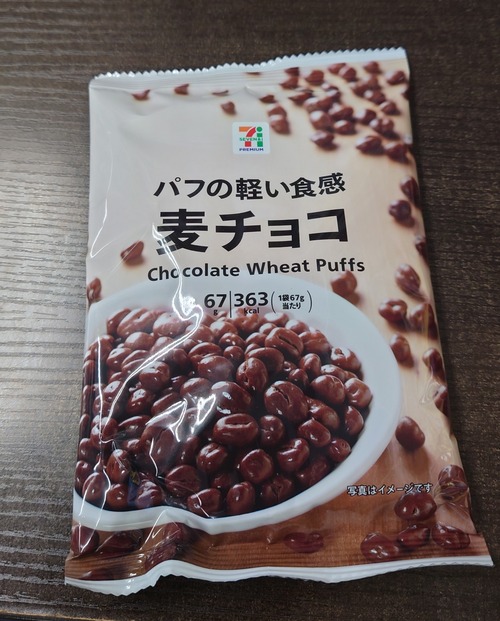 SEVEN&i
PREMIUM
パフの軽い食感
麦チョコ
Chocolate Wheat Puffs
67g 363kcal (1袋67g当たり)
写真はイメージです